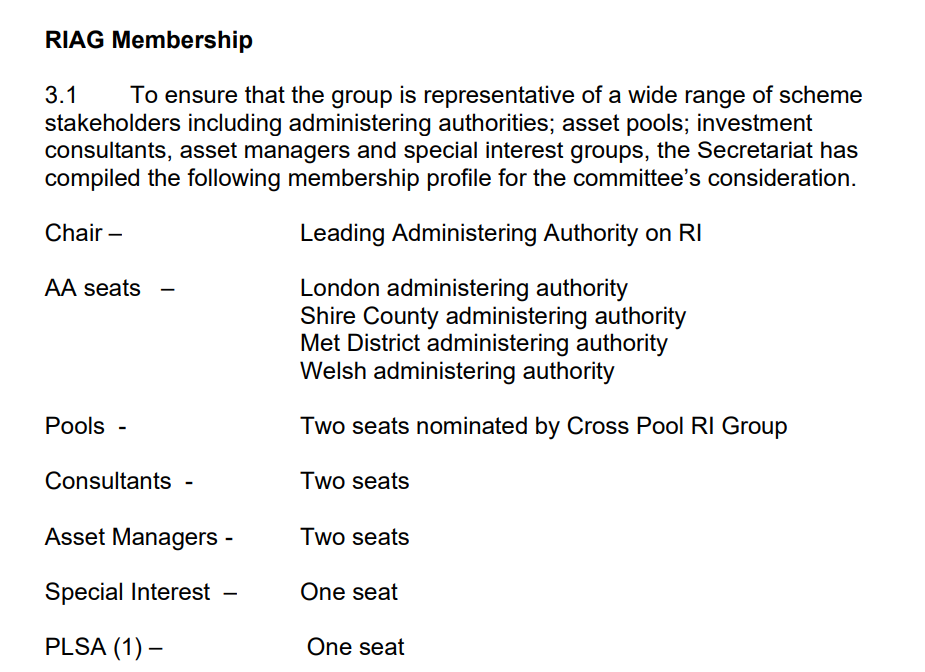 RIAG Membership
3.1 To ensure that the group is representative of a wide range of scheme
stakeholders including administering authorities; asset pools; investment
consultants, asset managers and special interest groups, the Secretariat has
compiled the following membership profile for the committee’s consideration.
Chair – Leading Administering Authority on RI
AA seats – London administering authority
Shire County administering authority
Met District administering authority
Welsh administering authority
Pools - Two seats nominated by Cross Pool RI Group
Consultants - Two seats
Asset Managers - Two seats
Special Interest – One seat
PLSA (1) – One seat